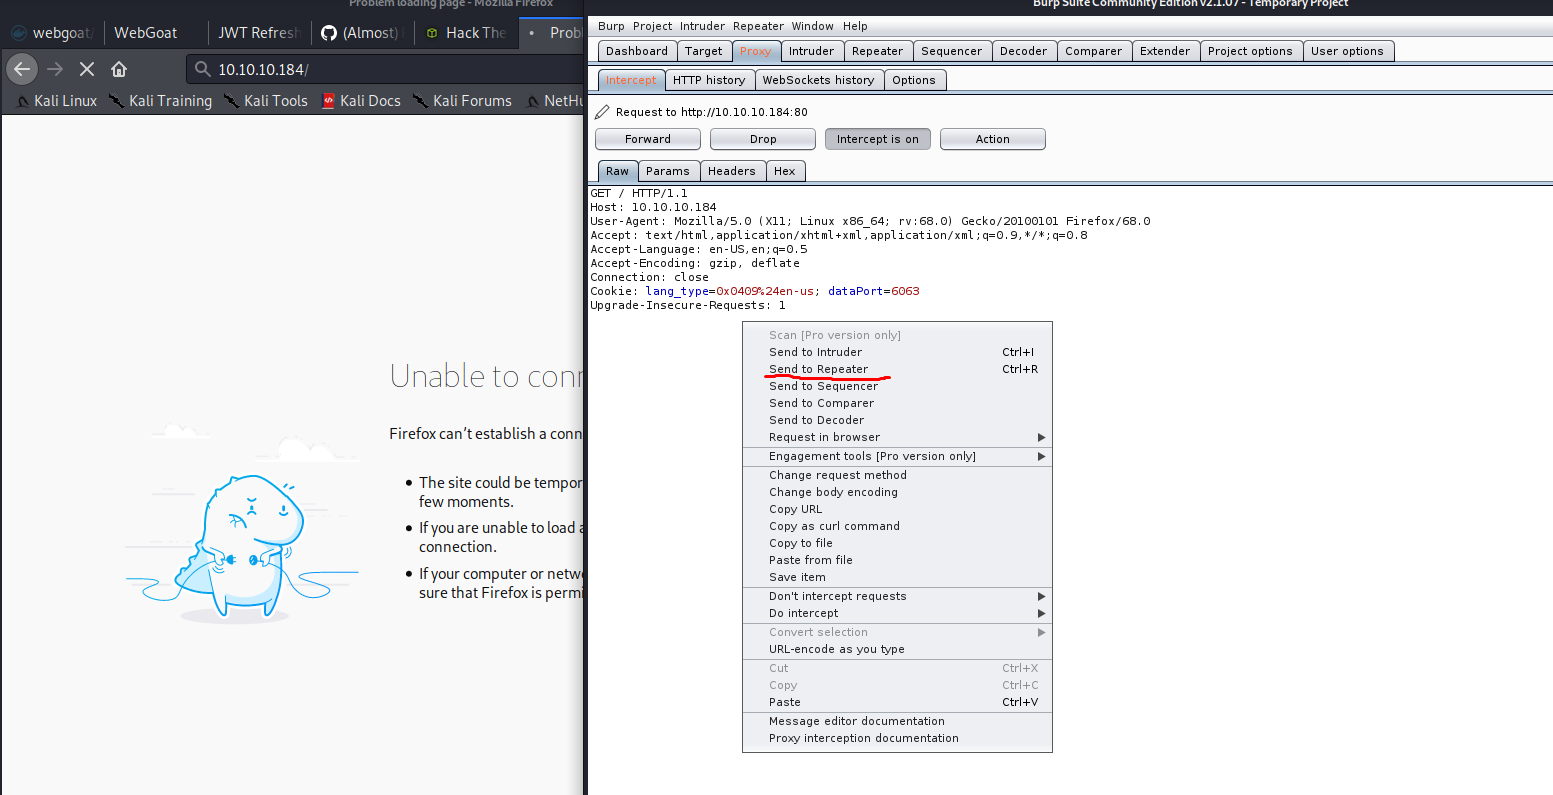 Problem loading page - Mozilla Firefox
webgoat/
WebGoat
JWT Refresh
(Almost)
Hack The
Prob
10.10.10.184/
Kali Linux
Kali Training
Kali Tools
Kali Docs
Kali Forums
NetHu
Unable to conn
Firefox can’t establish a conn
• The site could be tempor
few moments.
• If you are unable to load a
connection.
• If your computer or netwo
sure that Firefox is permi
Burp Suite Community Edition v2.1.07 - Temporary Project
Burp Project Intruder Repeater Window Help
Dashboard Target Proxy Intruder Repeater Sequencer Decoder Comparer Extender Project options User options
Intercept HTTP history WebSockets history Options
Request to http://10.10.10.184:80
Forward Drop Intercept is on Action
Raw Params Headers Hex
GET / HTTP/1.1
Host: 10.10.10.184
User-Agent: Mozilla/5.0 (X11; Linux x86_64; rv:68.0) Gecko/20100101 Firefox/68.0
Accept: text/html,application/xhtml+xml,application/xml;q=0.9,*/*;q=0.8
Accept-Language: en-US,en;q=0.5
Accept-Encoding: gzip, deflate
Connection: close
Cookie: lang_type=0x0409%24en-us; dataPort=6063
Upgrade-Insecure-Requests: 1
Scan [Pro version only]
Send to Intruder Ctrl+I
Send to Repeater Ctrl+R
Send to Sequencer
Send to Comparer
Send to Decoder
Request in browser
Engagement tools [Pro version only]
Change request method
Change body encoding
Copy URL
Copy as curl command
Copy to file
Paste from file
Save item
Don't intercept requests
Do intercept
Convert selection
URL-encode as you type
Cut Ctrl+X
Copy Ctrl+C
Paste Ctrl+V
Message editor documentation
Proxy interception documentation